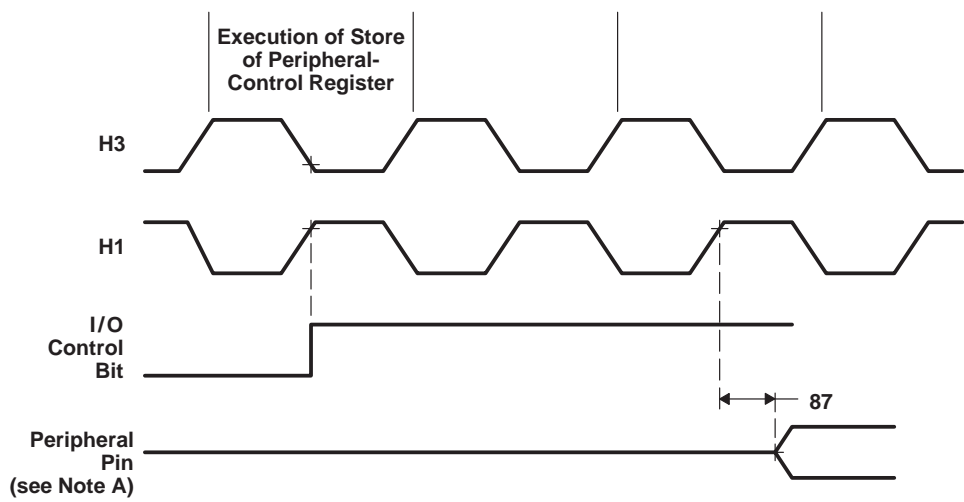 Execution of Store
of Peripheral-
Control Register
H3
H1
I/O
Control
Bit
87
Peripheral
Pin
(see Note A)